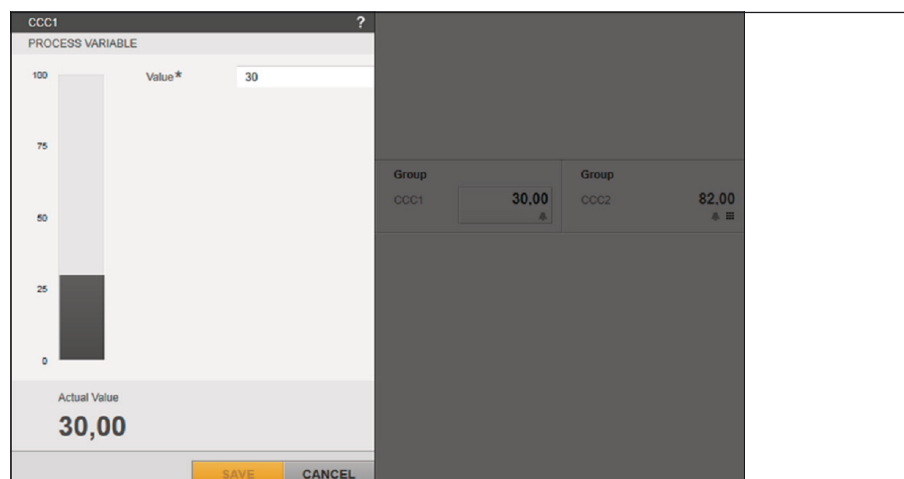 CCC1 ?
PROCESS VARIABLE
100
Value* 30
75
50
25
0
Actual Value
30,00
SAVE CANCEL
Group
CCC1 30,00
Group
CCC2 82,00